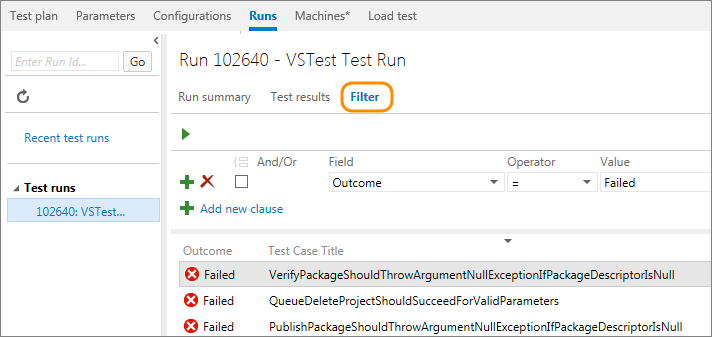 Test plan Parameters Configurations Runs Machines* Load test
Enter Run Id... Go
Recent test runs
Test runs
102640: VSTest...
Run 102640 - VSTest Test Run
Run summary Test results Filter
And/Or Field Operator Value
Outcome = Failed
Add new clause
Outcome Test Case Title
Failed VerifyPackageShouldThrowArgumentNullExceptionIfPackageDescriptorIsNull
Failed QueueDeleteProjectShouldSucceedForValidParameters
Failed PublishPackageShouldThrowArgumentNullExceptionIfPackageDescriptorIsNull